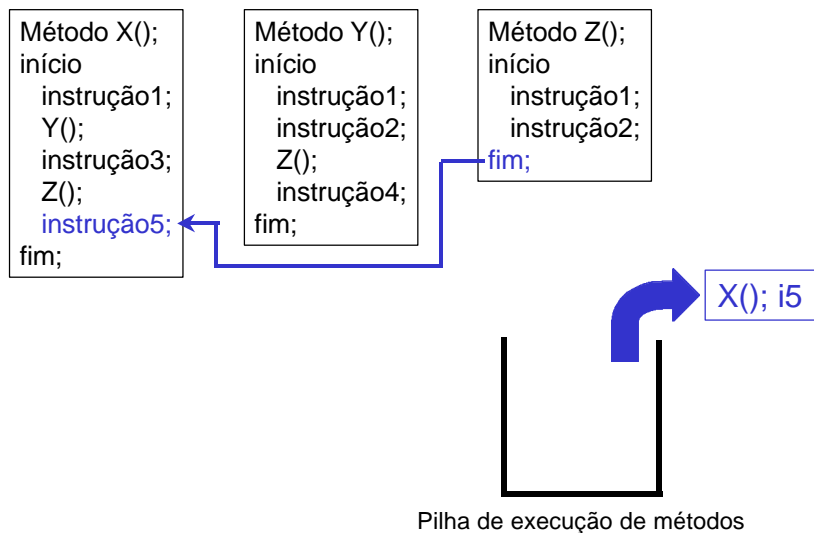 Método X();
início
instrução1;
Y();
instrução3;
Z();
instrução5;
fim;
Método Y();
início
instrução1;
instrução2;
Z();
instrução4;
fim;
Método Z();
início
instrução1;
instrução2;
fim;
X(); i5
Pilha de execução de métodos